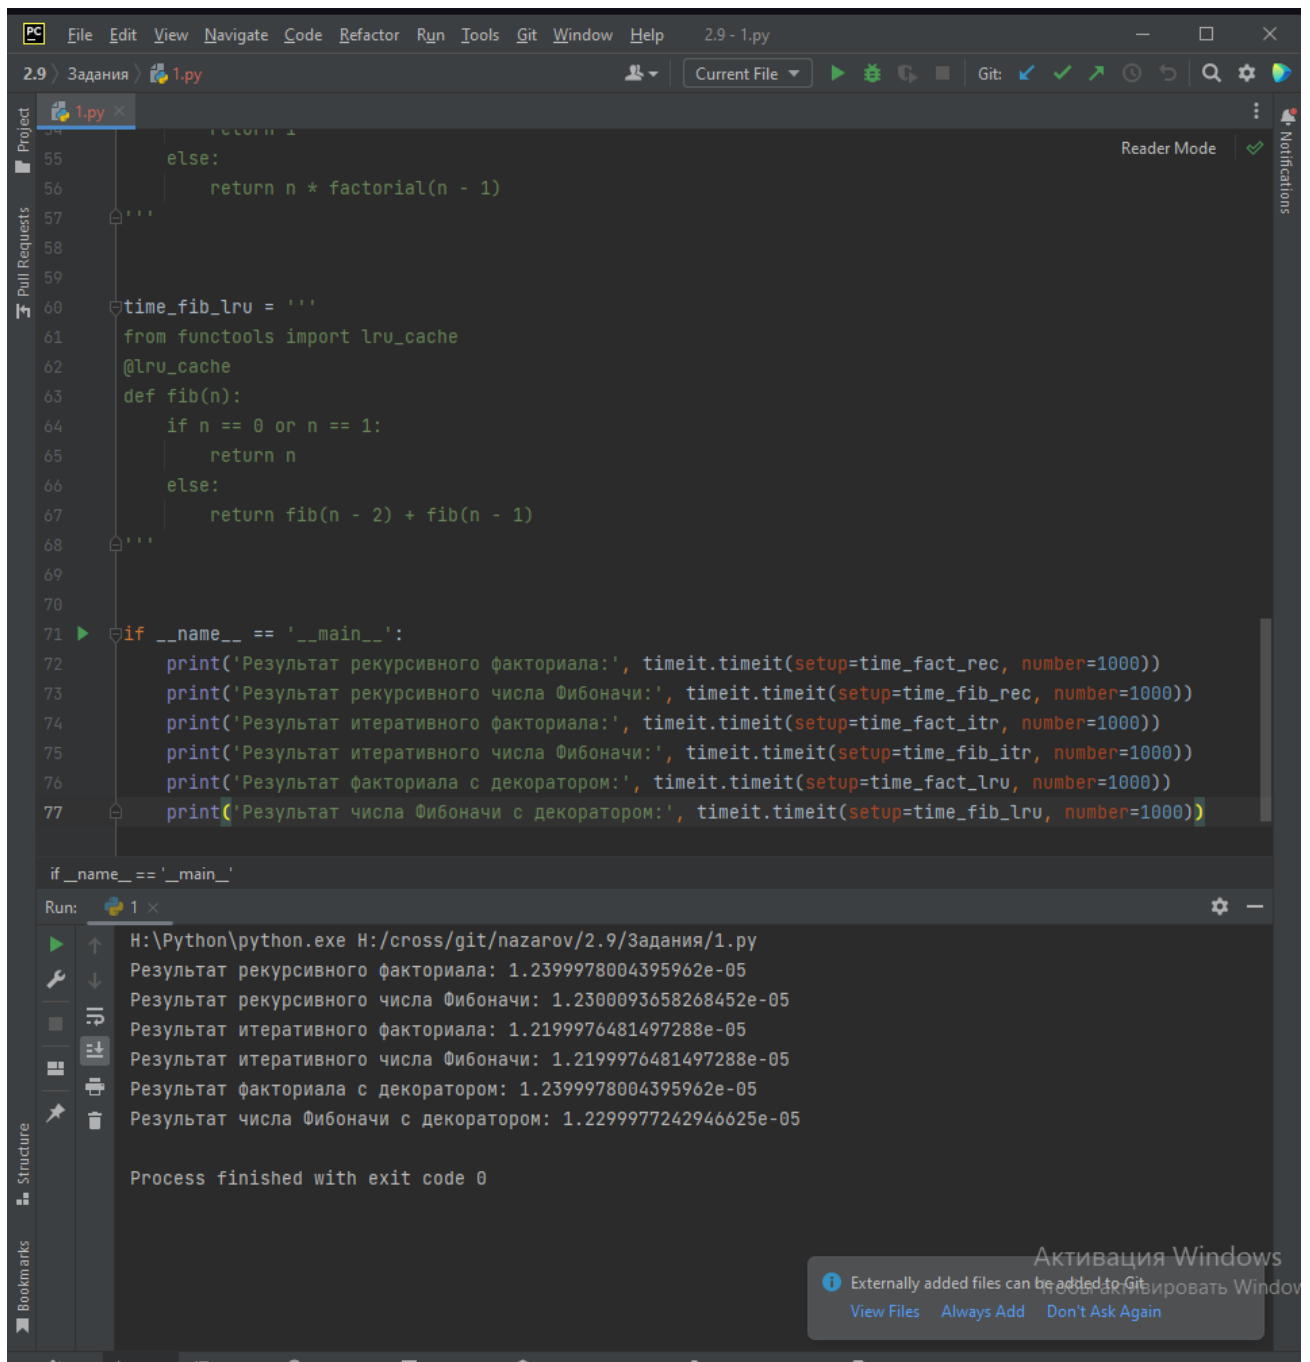 PC File Edit View Navigate Code Refactor Run Tools Git Window Help 2.9 - 1.py
2.9 Задания 1.py Current File Git:
1.py
Project
Pull Requests
Structure
Bookmarks
Notifications
Reader Mode
54 return 1
55 else:
56 return n * factorial(n - 1)
57 '''
58
59
60 time_fib_lru = '''
61 from functools import lru_cache
62 @lru_cache
63 def fib(n):
64 if n == 0 or n == 1:
65 return n
66 else:
67 return fib(n - 2) + fib(n - 1)
68 '''
69
70
71 if __name__ == '__main__':
72 print('Результат рекурсивного факториала:', timeit.timeit(setup=time_fact_rec, number=1000))
73 print('Результат рекурсивного числа Фибоначи:', timeit.timeit(setup=time_fib_rec, number=1000))
74 print('Результат итеративного факториала:', timeit.timeit(setup=time_fact_itr, number=1000))
75 print('Результат итеративного числа Фибоначи:', timeit.timeit(setup=time_fib_itr, number=1000))
76 print('Результат факториала с декоратором:', timeit.timeit(setup=time_fact_lru, number=1000))
77 print('Результат числа Фибоначи с декоратором:', timeit.timeit(setup=time_fib_lru, number=1000))
if __name__ == '__main__'
Run: 1
H:\Python\python.exe H:/cross/git/nazarov/2.9/Задания/1.py
Результат рекурсивного факториала: 1.2399978004395962e-05
Результат рекурсивного числа Фибоначи: 1.2300093658268452e-05
Результат итеративного факториала: 1.2199976481497288e-05
Результат итеративного числа Фибоначи: 1.2199976481497288e-05
Результат факториала с декоратором: 1.2399978004395962e-05
Результат числа Фибоначи с декоратором: 1.2299977242946625e-05
Process finished with exit code 0
Активация Windows
Externally added files can be added to Git
View Files Always Add Don't Ask Again